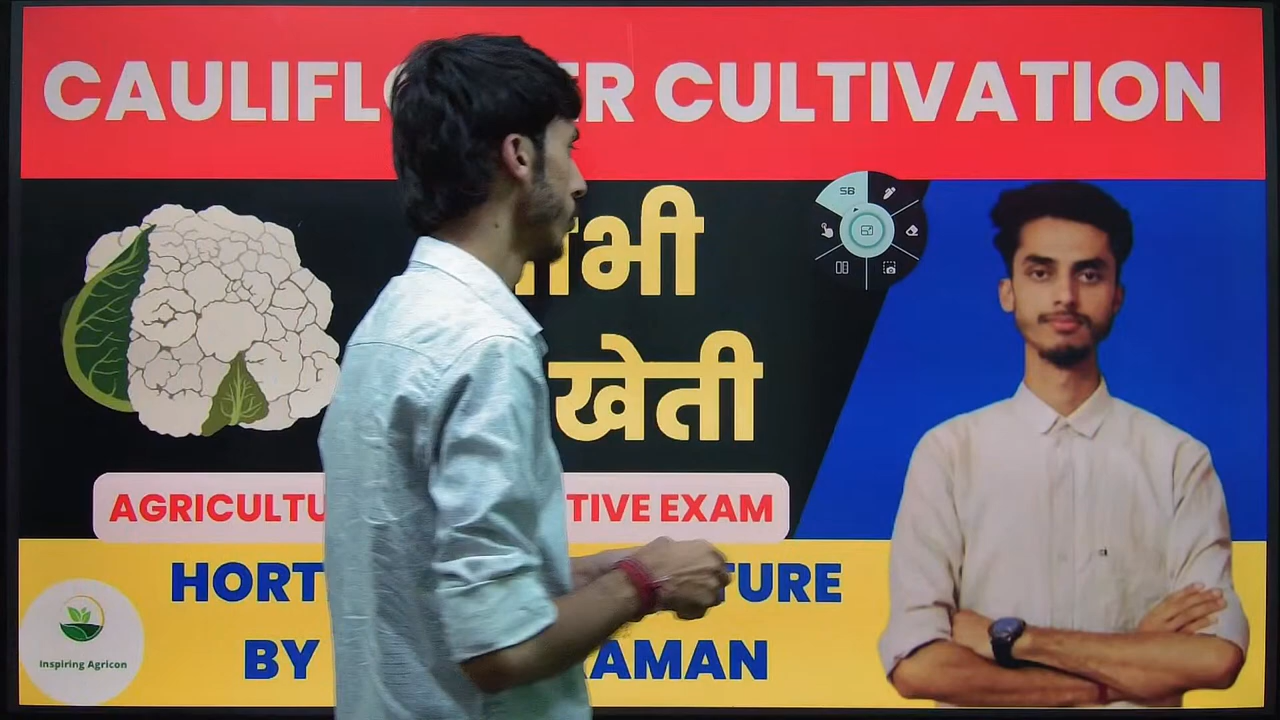 CAULIFL ER CULTIVATION
SB
भी
खेती
AGRICULTU TIVE EXAM
HORT TURE
BY AMAN
Inspiring Agricon